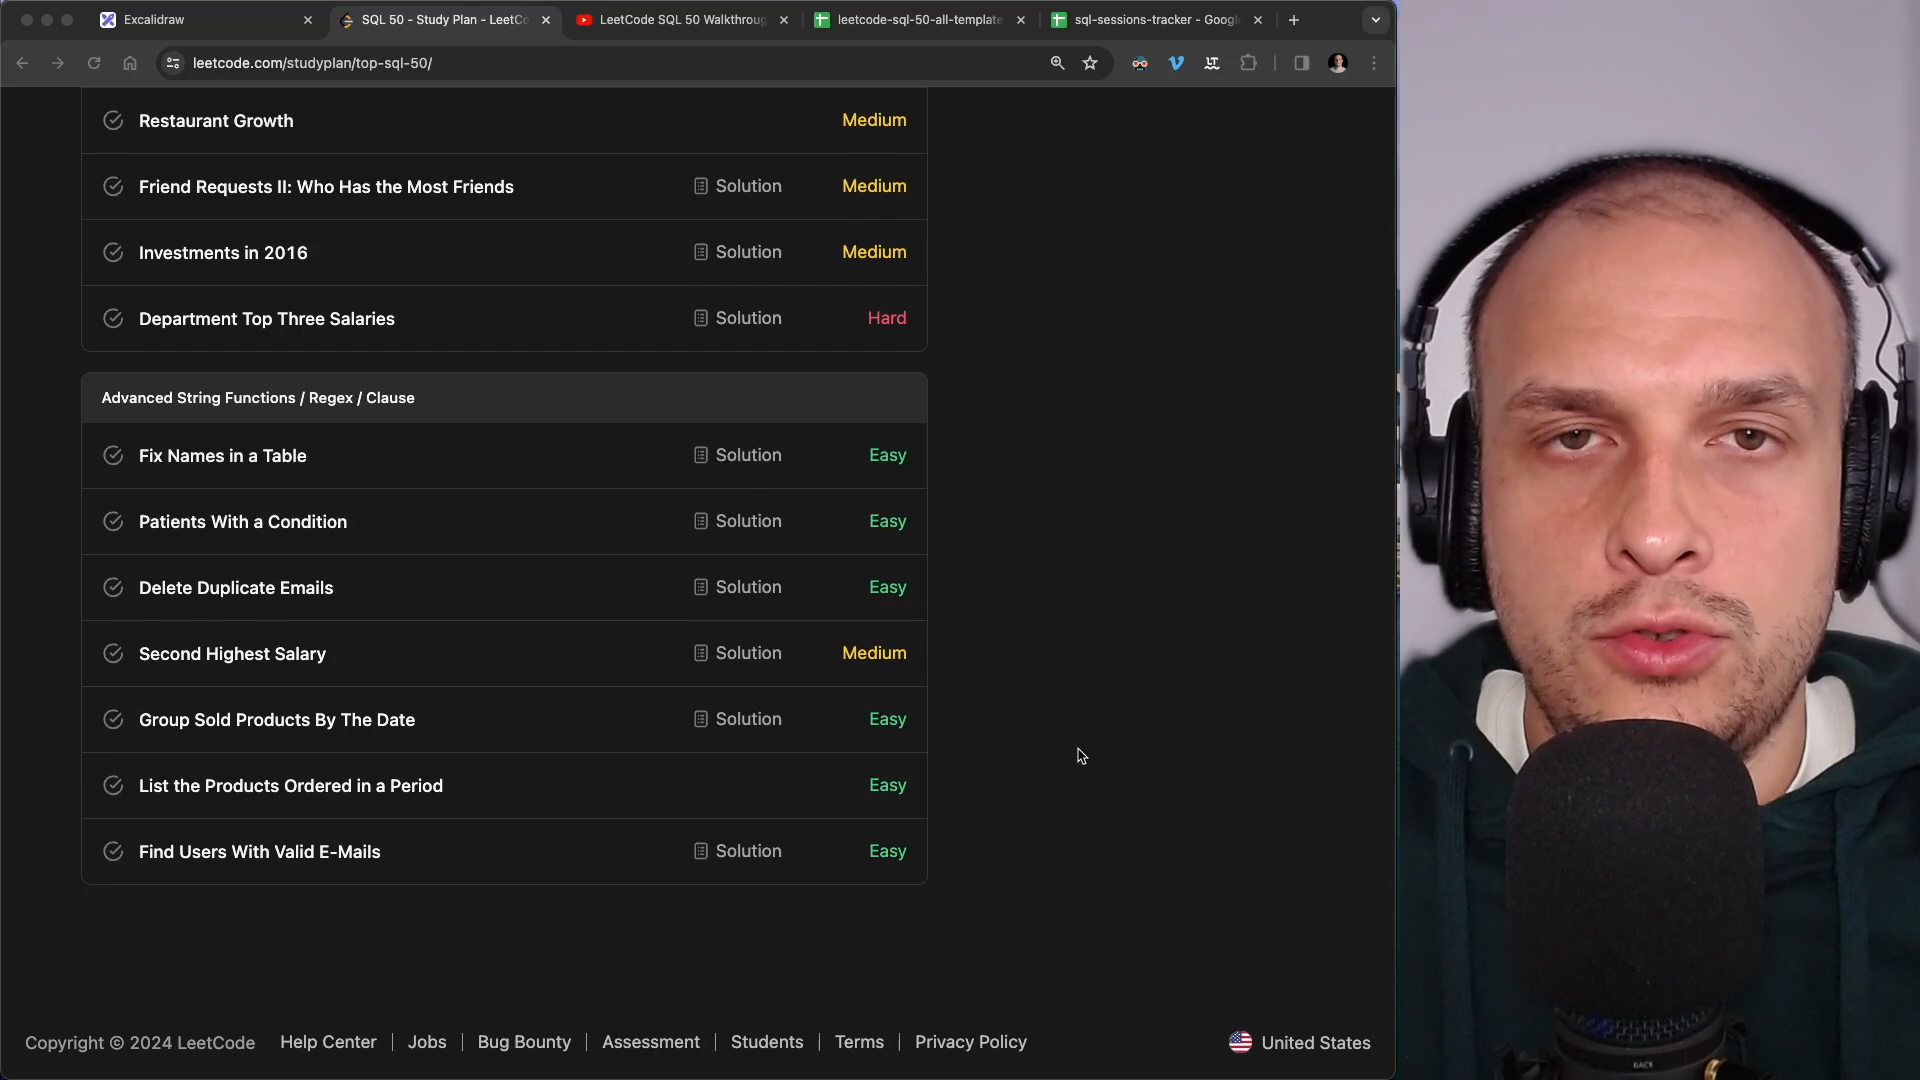 Excalidraw
SQL 50 - Study Plan - LeetCo
LeetCode SQL 50 Walkthroug
leetcode-sql-50-all-template
sql-sessions-tracker - Googl
leetcode.com/studyplan/top-sql-50/
Restaurant Growth Medium
Friend Requests II: Who Has the Most Friends Solution Medium
Investments in 2016 Solution Medium
Department Top Three Salaries Solution Hard
Advanced String Functions / Regex / Clause
Fix Names in a Table Solution Easy
Patients With a Condition Solution Easy
Delete Duplicate Emails Solution Easy
Second Highest Salary Solution Medium
Group Sold Products By The Date Solution Easy
List the Products Ordered in a Period Easy
Find Users With Valid E-Mails Solution Easy
Copyright © 2024 LeetCode Help Center | Jobs | Bug Bounty | Assessment | Students | Terms | Privacy Policy United States
BACK